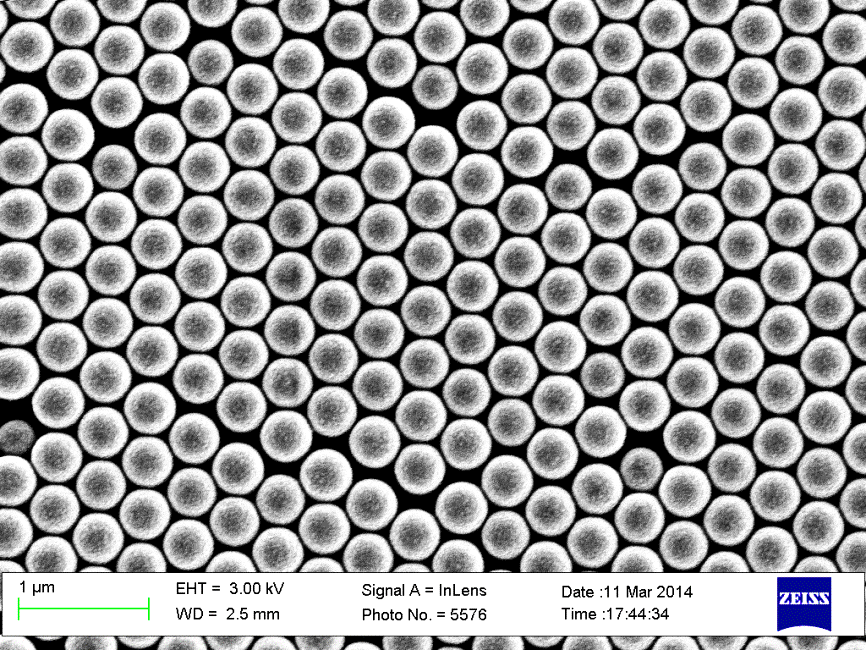 1 µm
EHT = 3.00 kV
Signal A = InLens
Date :11 Mar 2014
WD = 2.5 mm
Photo No. = 5576
Time :17:44:34
ZEISS